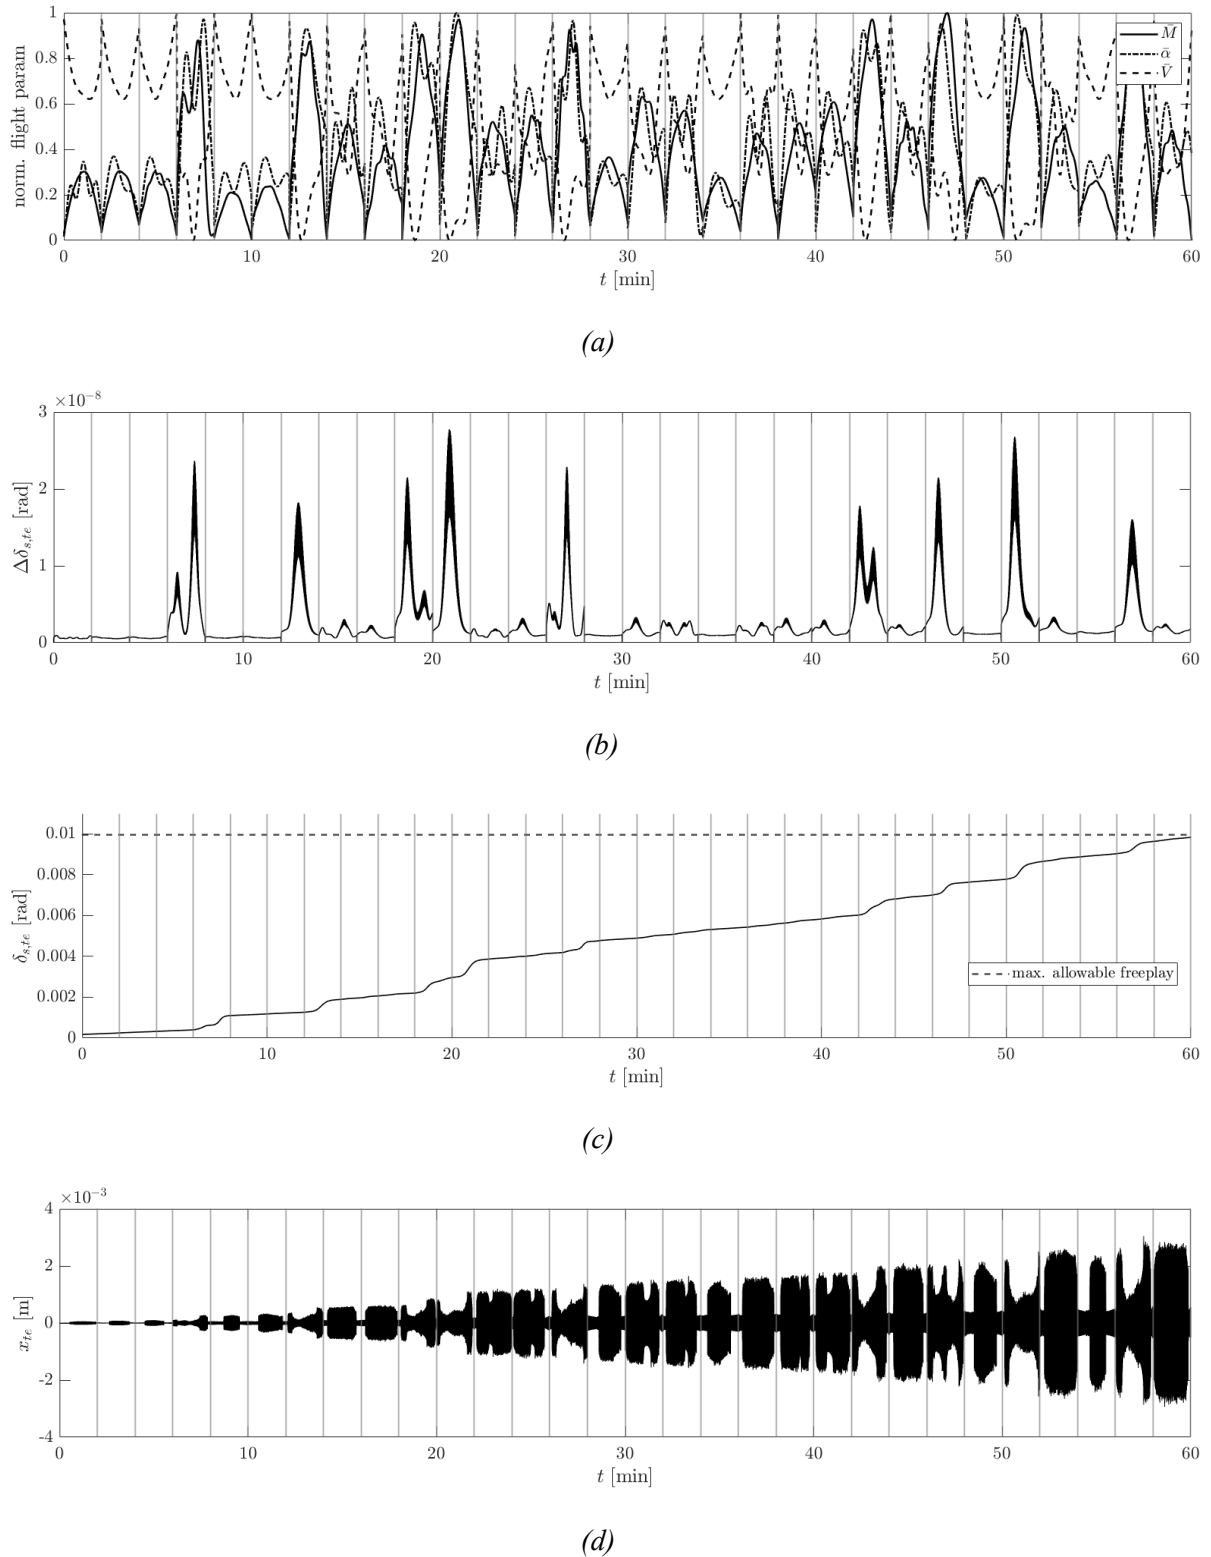 1
0.8
0.6
0.4
0.2
0
norm. flight param
M̄
ᾱ
V̄
0 10 20 30 40 50 60
t [min]
(a)
×10⁻⁸
3
2
1
0
Δδs,te [rad]
0 10 20 30 40 50 60
t [min]
(b)
0.01
0.008
0.006
0.004
0.002
0
δs,te [rad]
max. allowable freeplay
0 10 20 30 40 50 60
t [min]
(c)
×10⁻³
4
2
0
-2
-4
xte [m]
0 10 20 30 40 50 60
t [min]
(d)